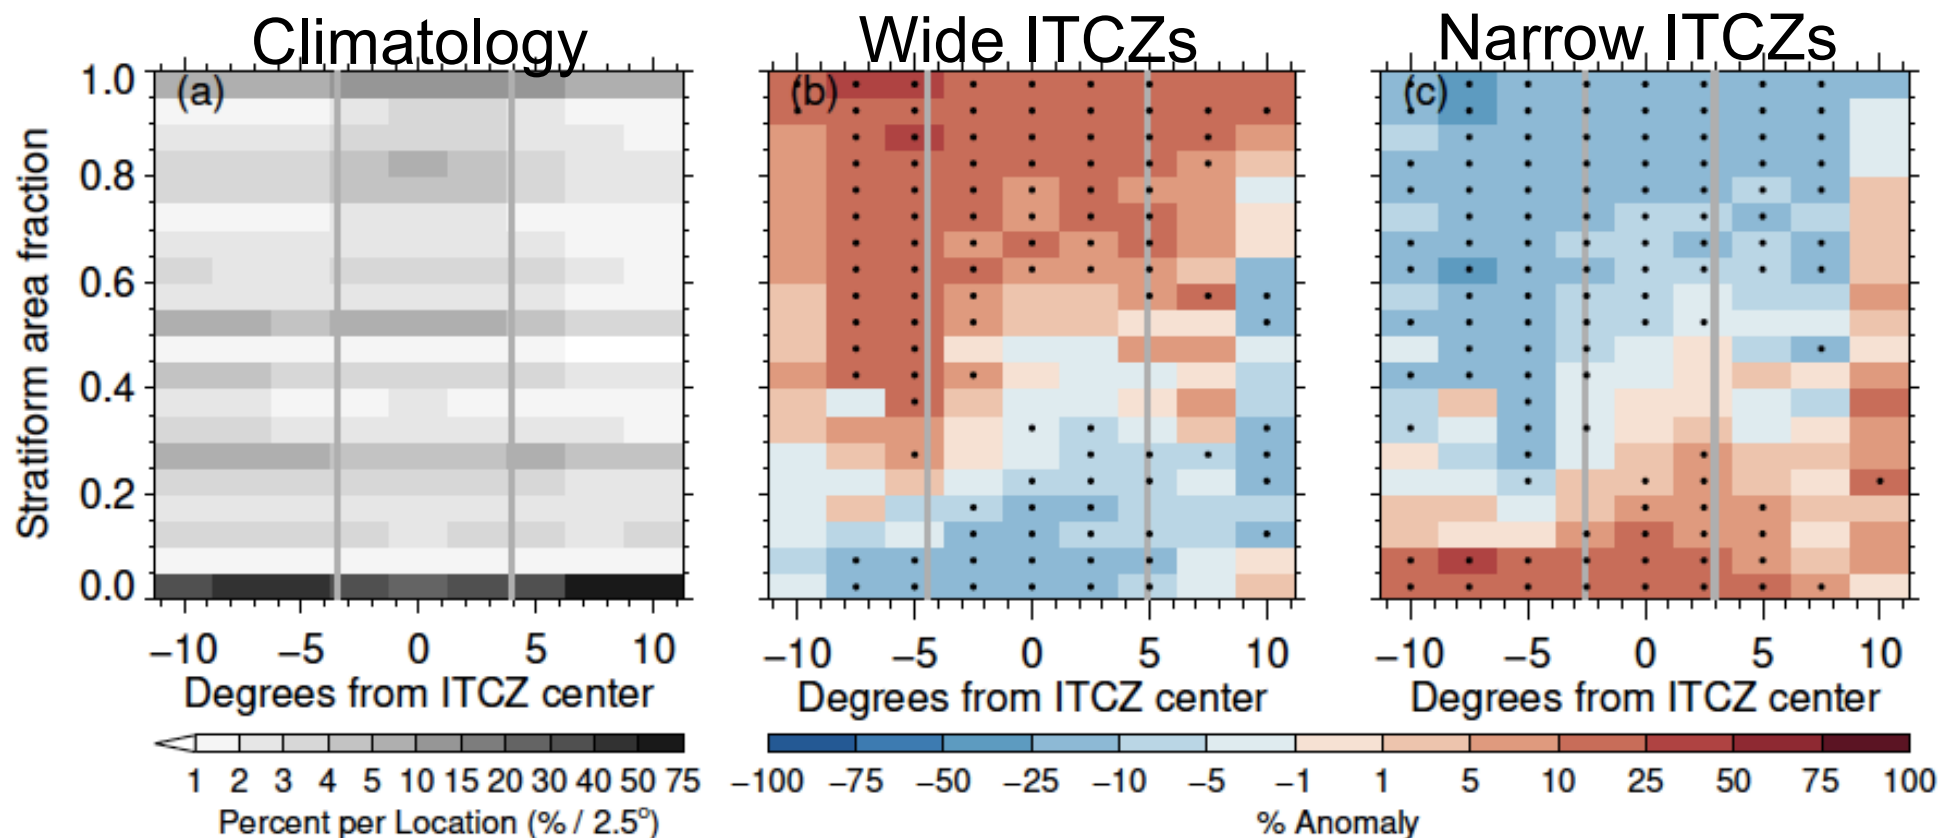 Climatology Wide ITCZs Narrow ITCZs
(a) (b) (c)
Stratiform area fraction
1.0
0.8
0.6
0.4
0.2
0.0
−10 −5 0 5 10 −10 −5 0 5 10 −10 −5 0 5 10
Degrees from ITCZ center Degrees from ITCZ center Degrees from ITCZ center
1 2 3 4 5 10 15 20 30 40 50 75 −100 −75 −50 −25 −10 −5 −1 1 5 10 25 50 75 100
Percent per Location (% / 2.5°) % Anomaly